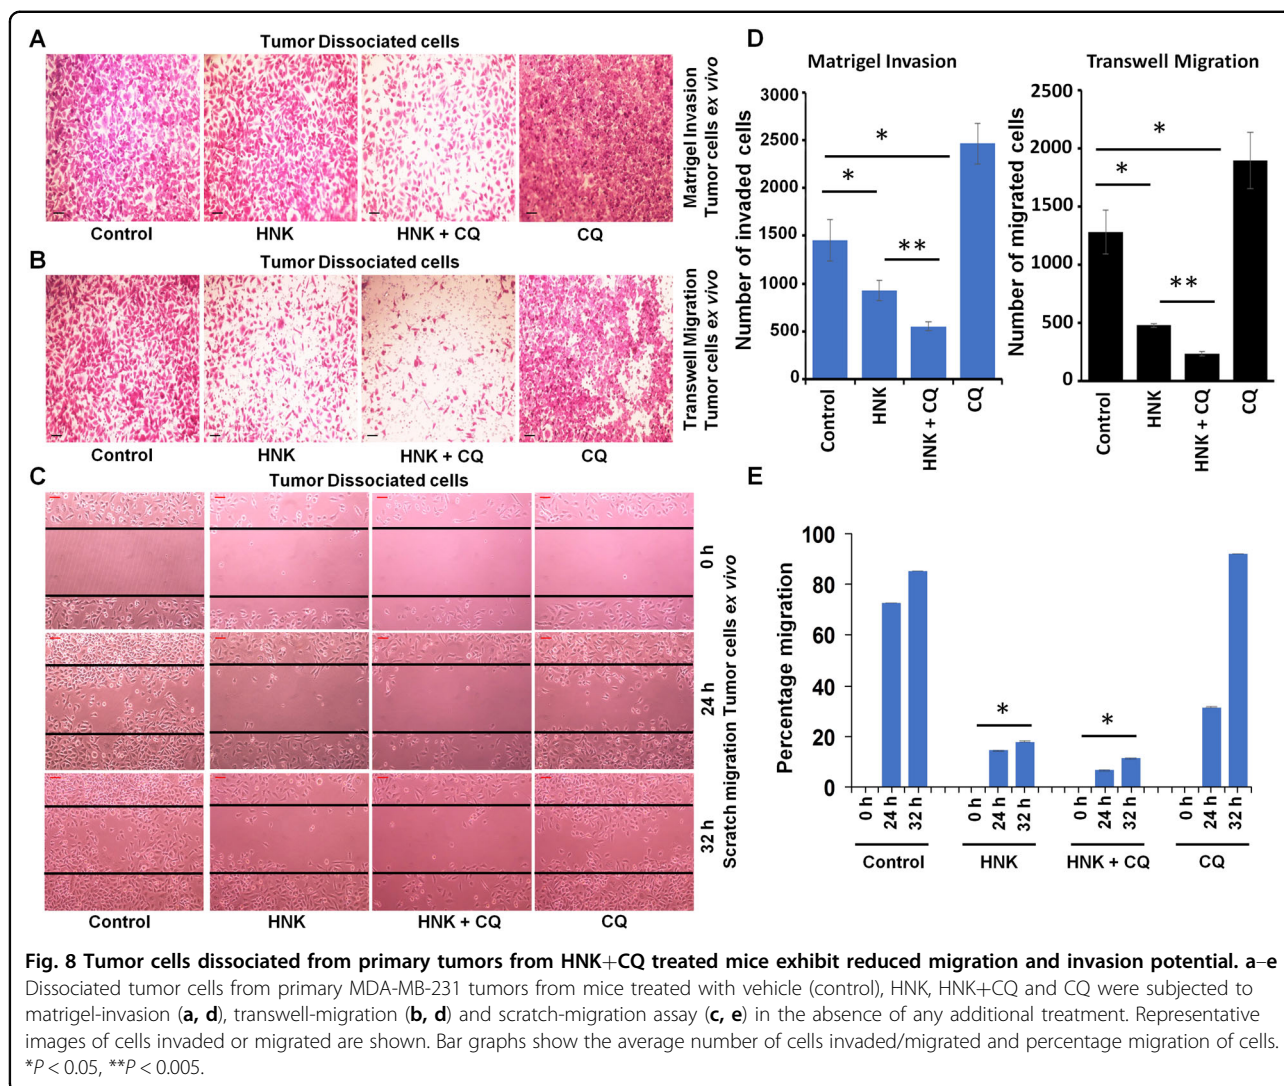 A
Tumor Dissociated cells
Matrigel Invasion
Tumor cells ex vivo
Control
HNK
HNK + CQ
CQ
B
Tumor Dissociated cells
Transwell Migration
Tumor cells ex vivo
Control
HNK
HNK + CQ
CQ
C
Tumor Dissociated cells
0 h
24 h
32 h
Scratch migration Tumor cells ex vivo
Control
HNK
HNK + CQ
CQ
D
Matrigel Invasion
Number of invaded cells
3000
2500
2000
1500
1000
500
0
*
*
**
Control
HNK
HNK + CQ
CQ
Transwell Migration
Number of migrated cells
2500
2000
1500
1000
500
0
*
*
**
Control
HNK
HNK + CQ
CQ
E
Percentage migration
100
80
60
40
20
0
*
*
0 h
24 h
32 h
0 h
24 h
32 h
0 h
24 h
32 h
0 h
24 h
32 h
Control
HNK
HNK + CQ
CQ
Fig. 8 Tumor cells dissociated from primary tumors from HNK+CQ treated mice exhibit reduced migration and invasion potential. a–e
Dissociated tumor cells from primary MDA-MB-231 tumors from mice treated with vehicle (control), HNK, HNK+CQ and CQ were subjected to
matrigel-invasion (a, d), transwell-migration (b, d) and scratch-migration assay (c, e) in the absence of any additional treatment. Representative
images of cells invaded or migrated are shown. Bar graphs show the average number of cells invaded/migrated and percentage migration of cells.
*P < 0.05, **P < 0.005.